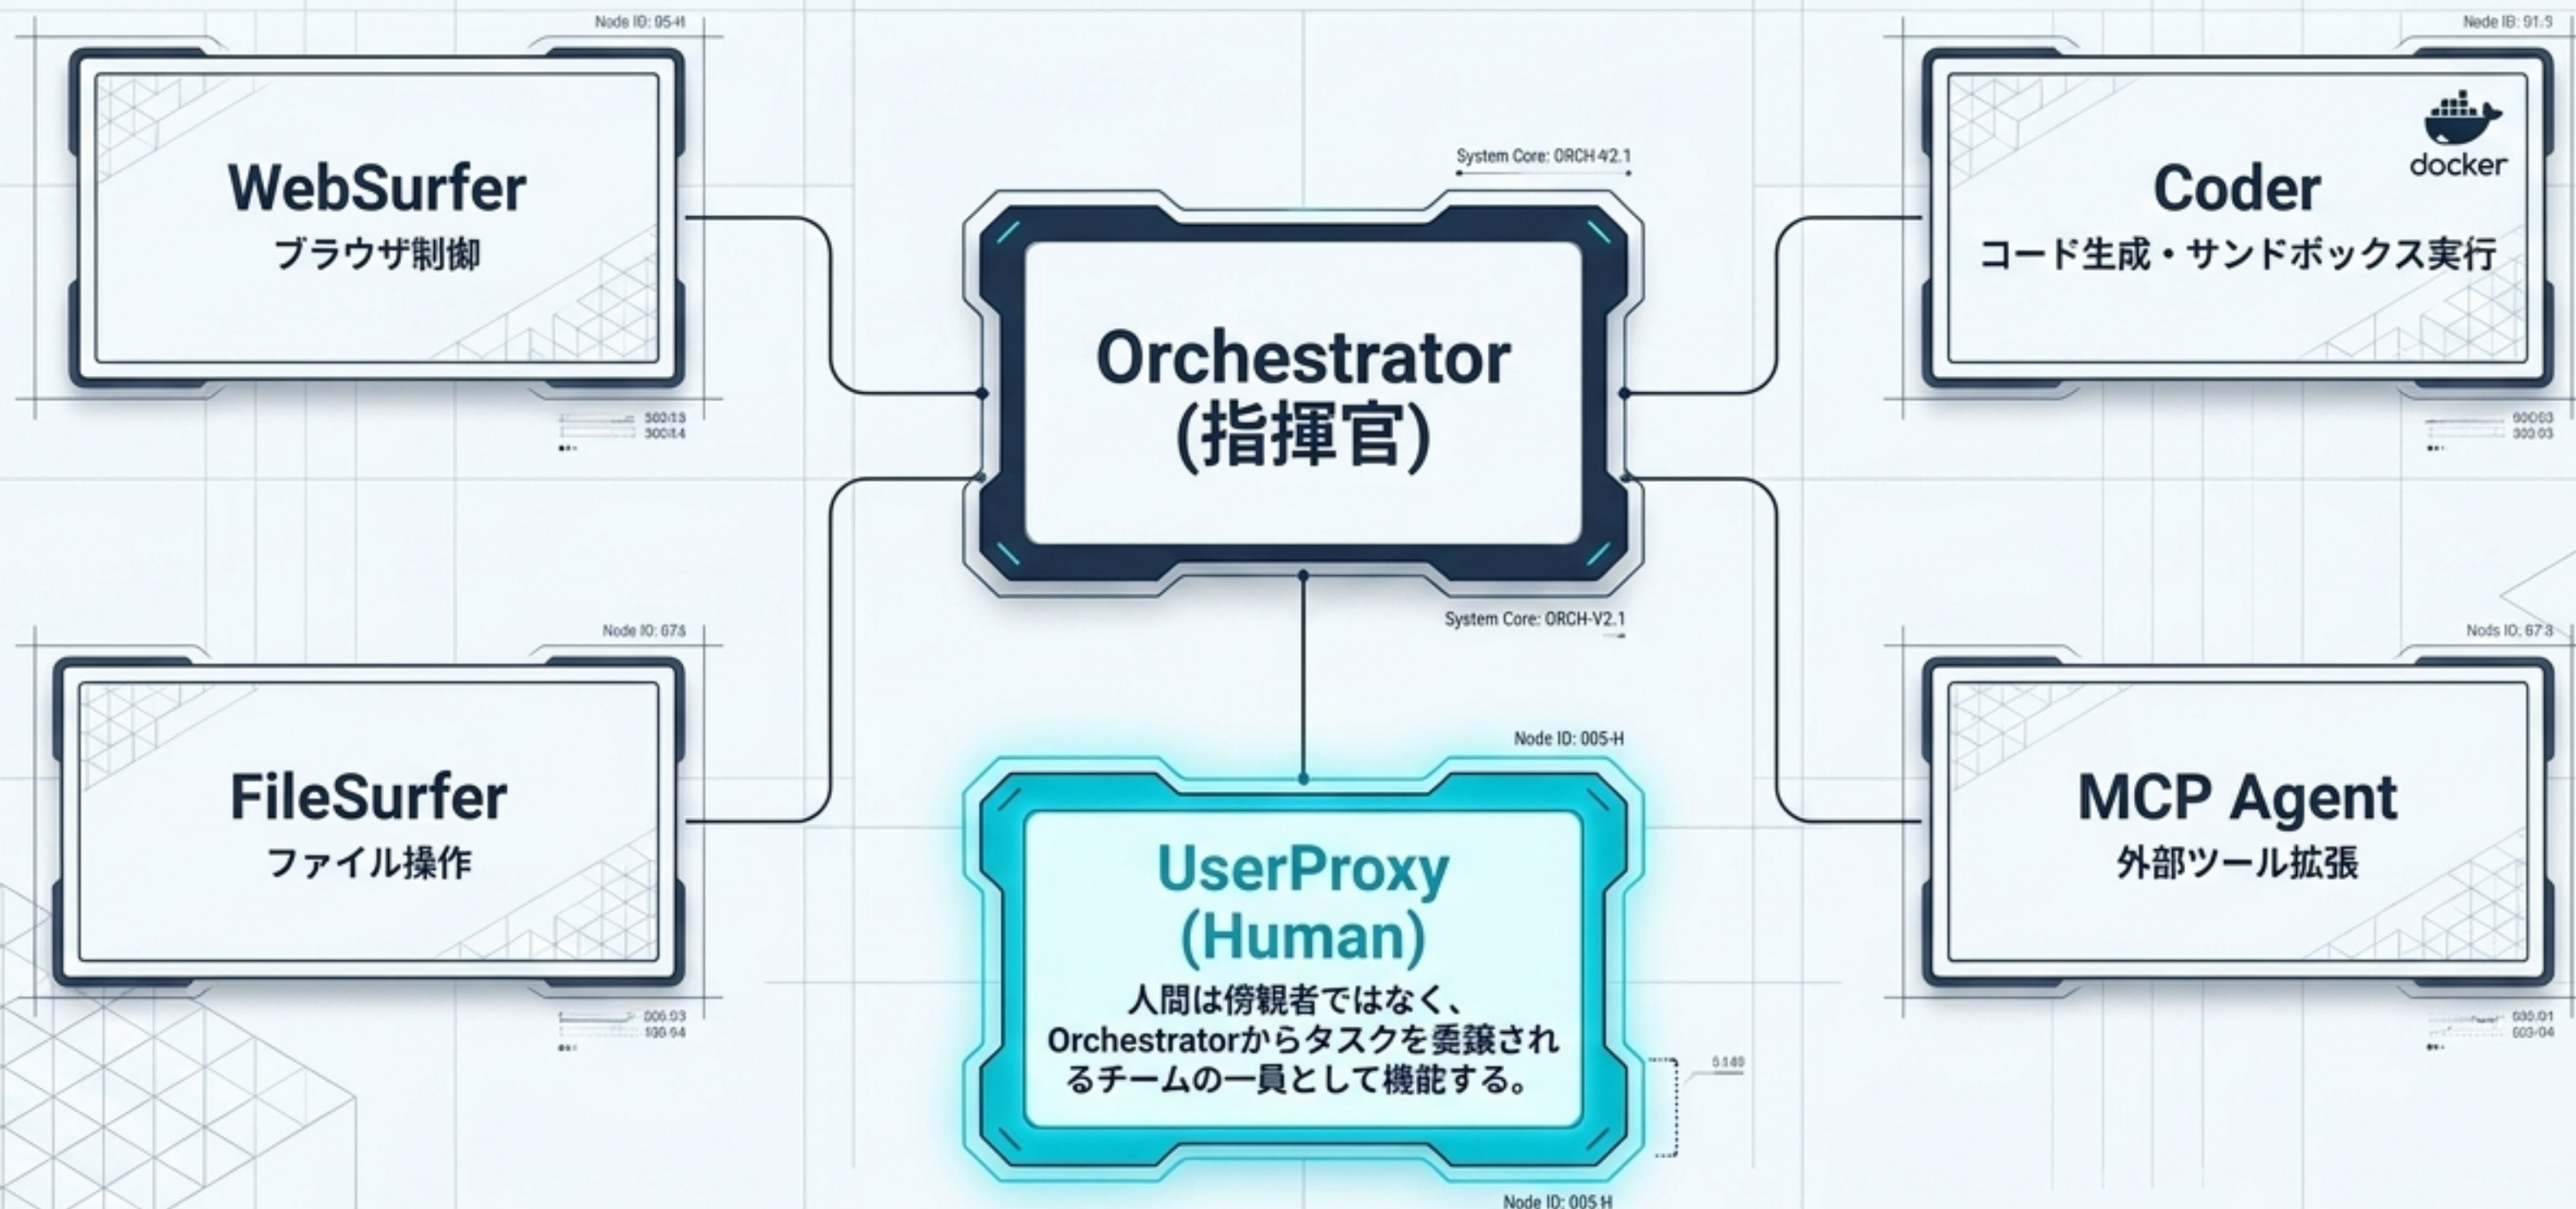 WebSurfer
ブラウザ制御
System Core: ORCH 4/2.1
Orchestrator
(指揮官)
System Core: ORCH-V2.1
docker
Coder
コード生成・サンドボックス実行
FileSurfer
ファイル操作
Node ID: 005-H
UserProxy
(Human)
人間は傍観者ではなく、
Orchestratorからタスクを委譲され
るチームの一員として機能する。
Node ID: 005 H
MCP Agent
外部ツール拡張